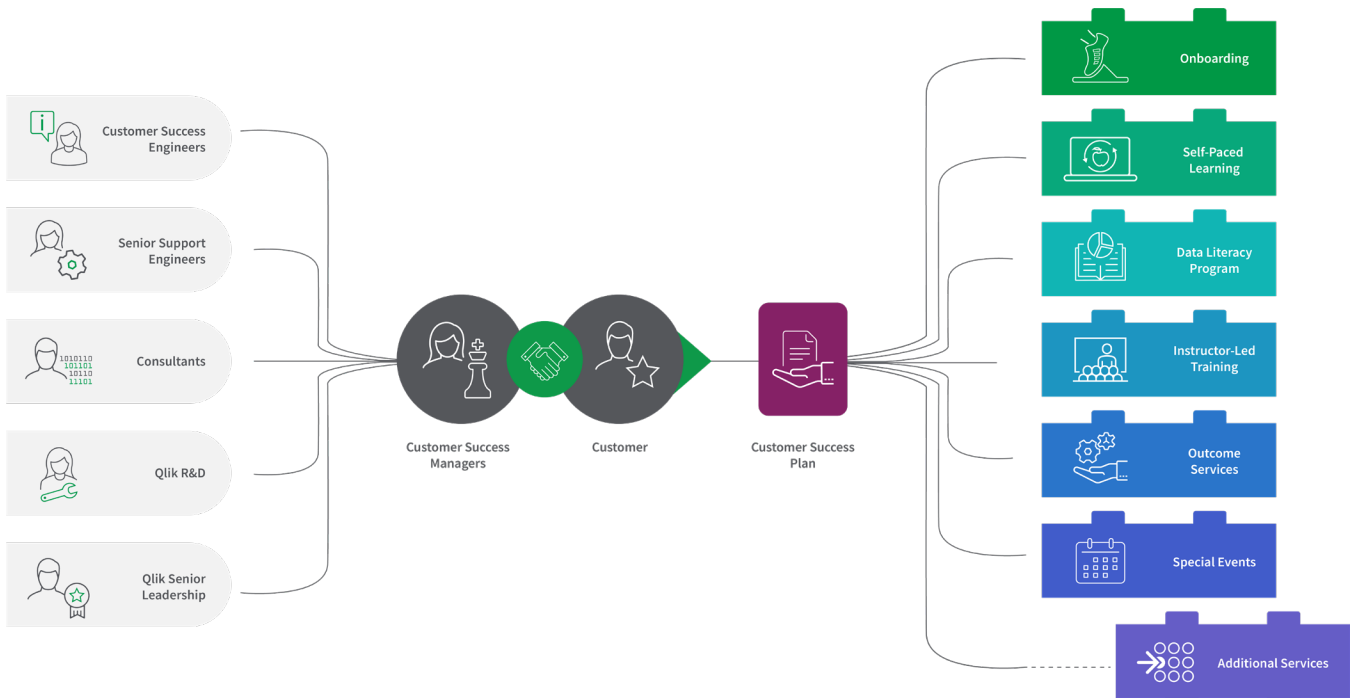 Customer Success
Engineers
Senior Support
Engineers
Consultants
1010110
101101
10110
11101
Qlik R&D
Qlik Senior
Leadership
Customer Success
Managers
Customer
Customer Success
Plan
Onboarding
Self-Paced
Learning
Data Literacy
Program
Instructor-Led
Training
Outcome
Services
Special Events
Additional Services